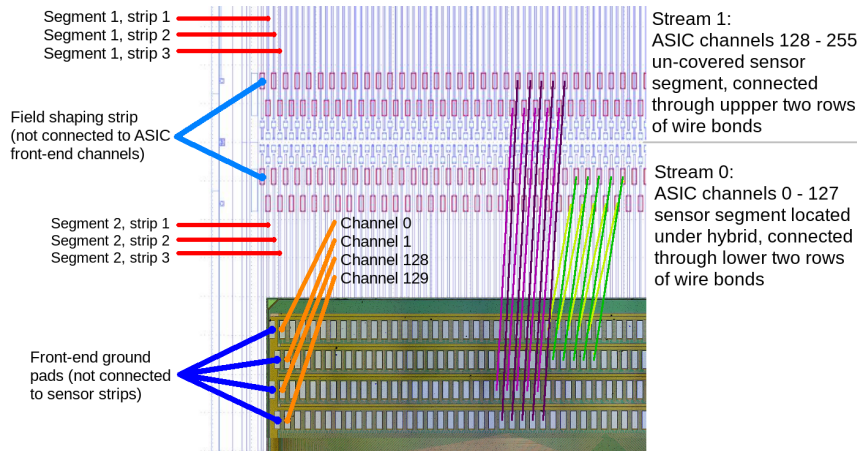 Segment 1, strip 1
Segment 1, strip 2
Segment 1, strip 3
Field shaping strip
(not connected to ASIC
front-end channels)
Segment 2, strip 1
Segment 2, strip 2
Segment 2, strip 3
Channel 0
Channel 1
Channel 128
Channel 129
Front-end ground
pads (not connected
to sensor strips)
Stream 1:
ASIC channels 128 - 255
un-covered sensor
segment, connected
through uppper two rows
of wire bonds
Stream 0:
ASIC channels 0 - 127
sensor segment located
under hybrid, connected
through lower two rows
of wire bonds